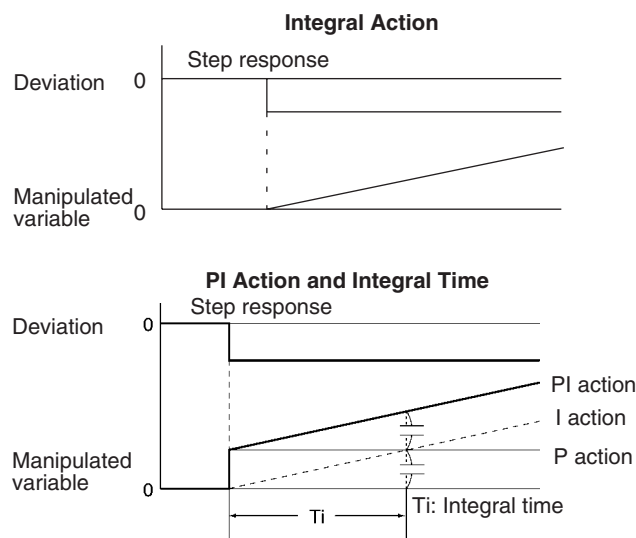 Integral Action
Step response
Deviation 0
Manipulated
variable 0
PI Action and Integral Time
Step response
Deviation 0
PI action
I action
P action
Manipulated
variable 0
Ti: Integral time
Ti